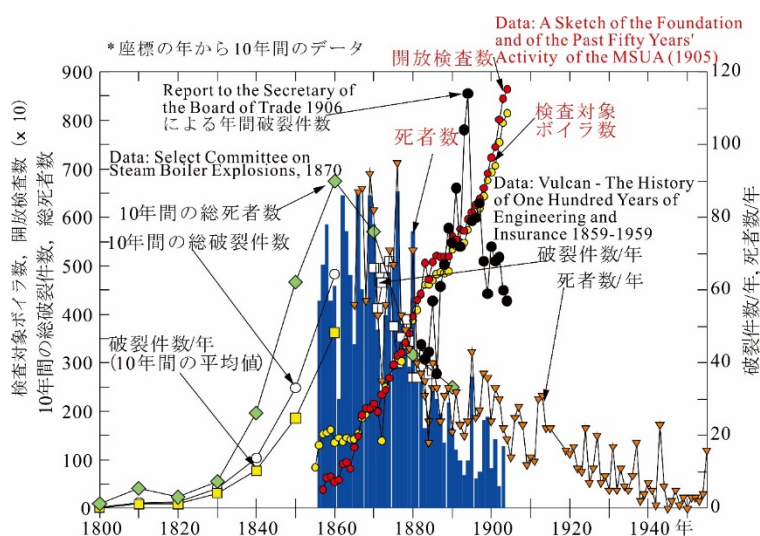 *座標の年から10年間のデータ
Data: A Sketch of the Foundation
and of the Past Fifty Years'
Activity of the MSUA (1905)
開放検査数
検査対象
ボイラ数
Report to the Secretary
of the Board of Trade 1906
による年間破裂件数
死者数
Data: Select Committee on
Steam Boiler Explosions, 1870
10年間の総死者数
10年間の総破裂件数
破裂件数/年
(10年間の平均値)
Data: Vulcan - The History
of One Hundred Years of
Engineering and
Insurance 1859-1959
破裂件数/年
死者数/年
検査対象ボイラ数, 開放検査数 (x 10)
10年間の総破裂件数, 総死者数
900
800
700
600
500
400
300
200
100
0
120
100
80
60
40
20
0
破裂件数/年, 死者数/年
1800
1820
1840
1860
1880
1900
1920
1940
年